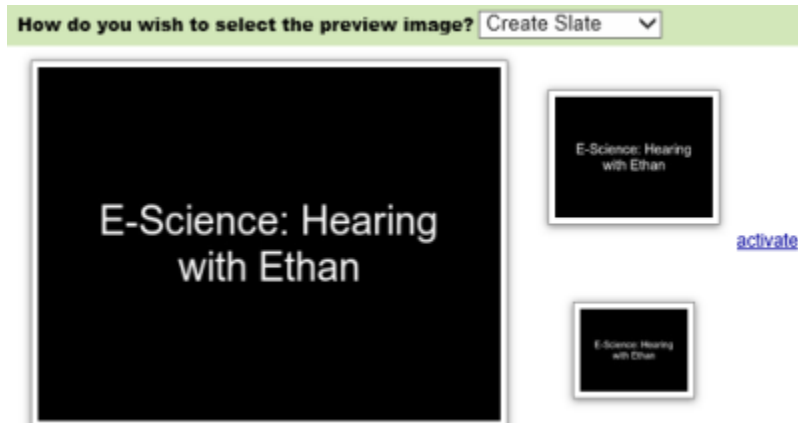 How do you wish to select the preview image? Create Slate
E-Science: Hearing
with Ethan
E-Science: Hearing
with Ethan
activate
E-Science: Hearing
with Ethan